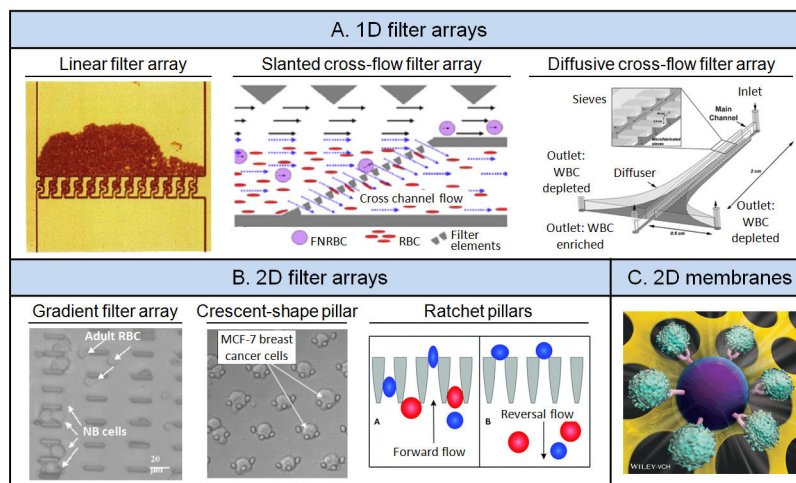 A. 1D filter arrays
Linear filter array
Slanted cross-flow filter array
Diffusive cross-flow filter array
Cross channel flow
FNRBC
RBC
Filter
elements
Sieves
Inlet
Main
Channel
Outlet:
WBC
depleted
Diffuser
2 cm
Outlet: WBC
enriched
0.5 cm
Outlet: WBC
depleted
B. 2D filter arrays
C. 2D membranes
Gradient filter array
Crescent-shape pillar
Ratchet pillars
Adult RBC
NB cells
20
µm
MCF-7 breast
cancer cells
A
Forward flow
B
Reversal flow
WILEY-VCH